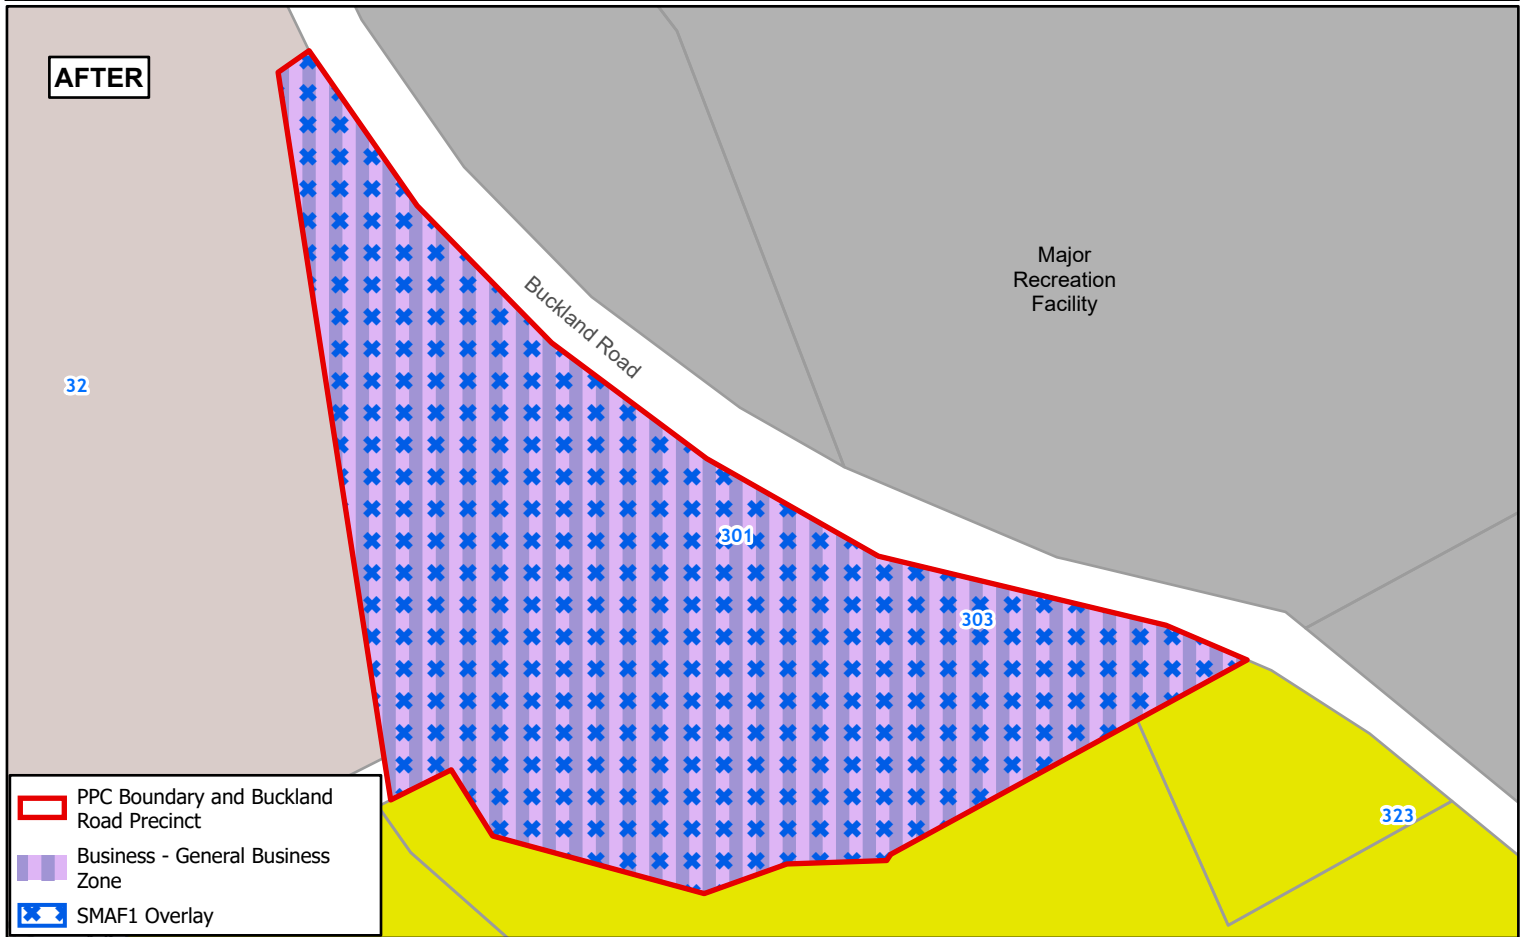 AFTER
Major
Recreation
Facility
Buckland Road
32
301
303
323
PPC Boundary and Buckland
Road Precinct
Business - General Business
Zone
SMAF1 Overlay